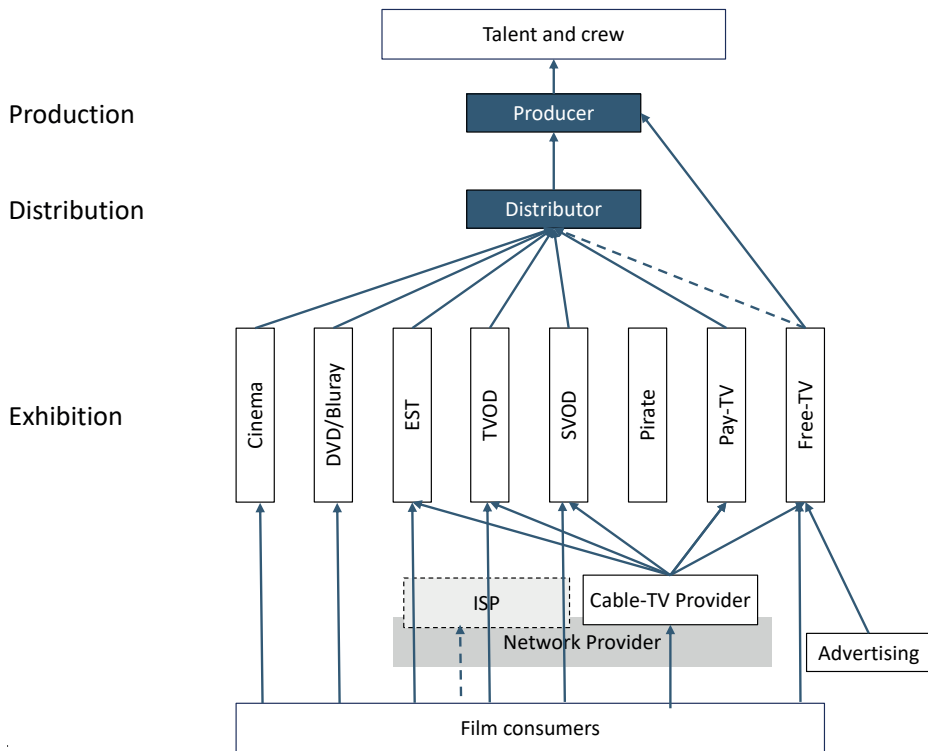 Talent and crew
Production
Producer
Distribution
Distributor
Exhibition
Cinema
DVD/Bluray
EST
TVOD
SVOD
Pirate
Pay-TV
Free-TV
ISP
Cable-TV Provider
Network Provider
Advertising
Film consumers